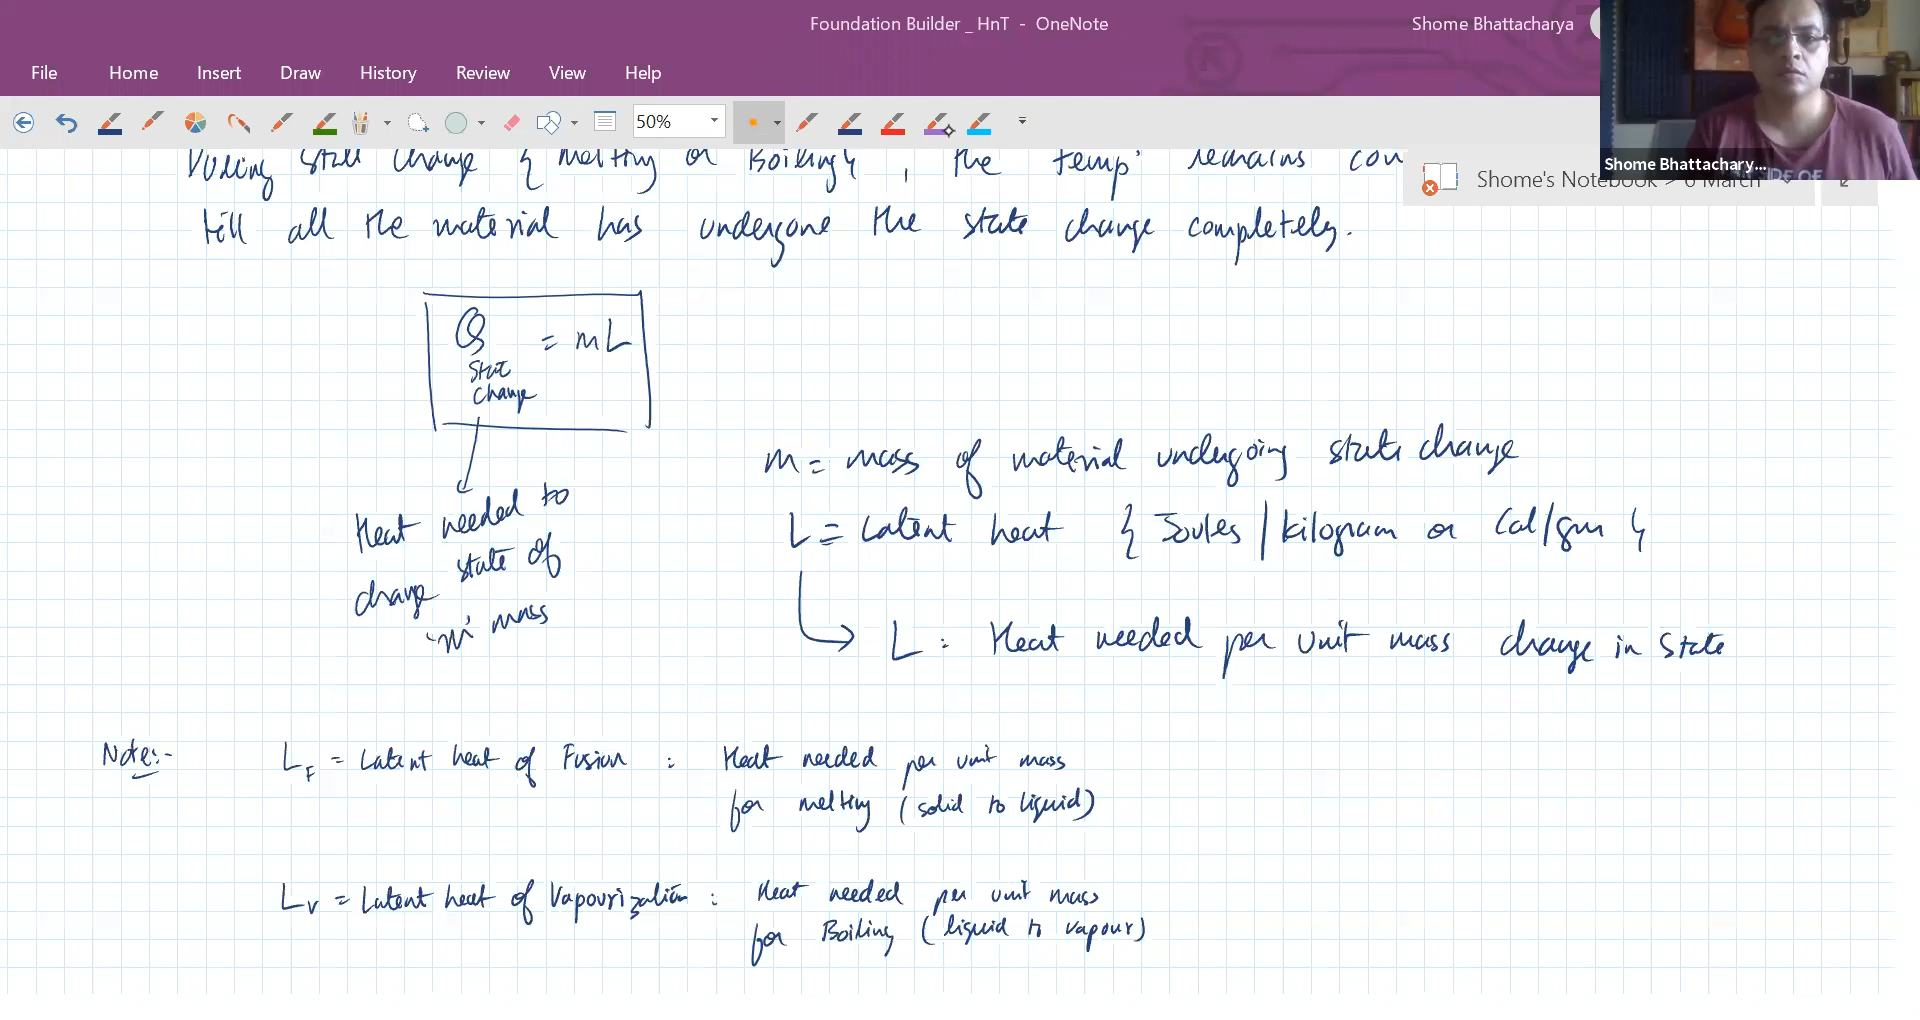 Foundation Builder _ HnT - OneNote
Shome Bhattacharya
File Home Insert Draw History Review View Help
50%
Shome Bhattachary...
During state change { melting or Boiling } , the temp. remains con
Shome's Notebook > 6 March
till all the material has undergone the state change completely.
Q = mL
state
change
Heat needed to
change state of
'm' mass
m = mass of material undergoing state change
L = Latent heat { Joules / kilogram or Cal/gm }
L : Heat needed per unit mass change in state
Note:-
L_F = Latent heat of Fusion : Heat needed per unit mass
for melting (solid to liquid)
L_V = Latent heat of Vapourization : Heat needed per unit mass
for Boiling (liquid to vapour)